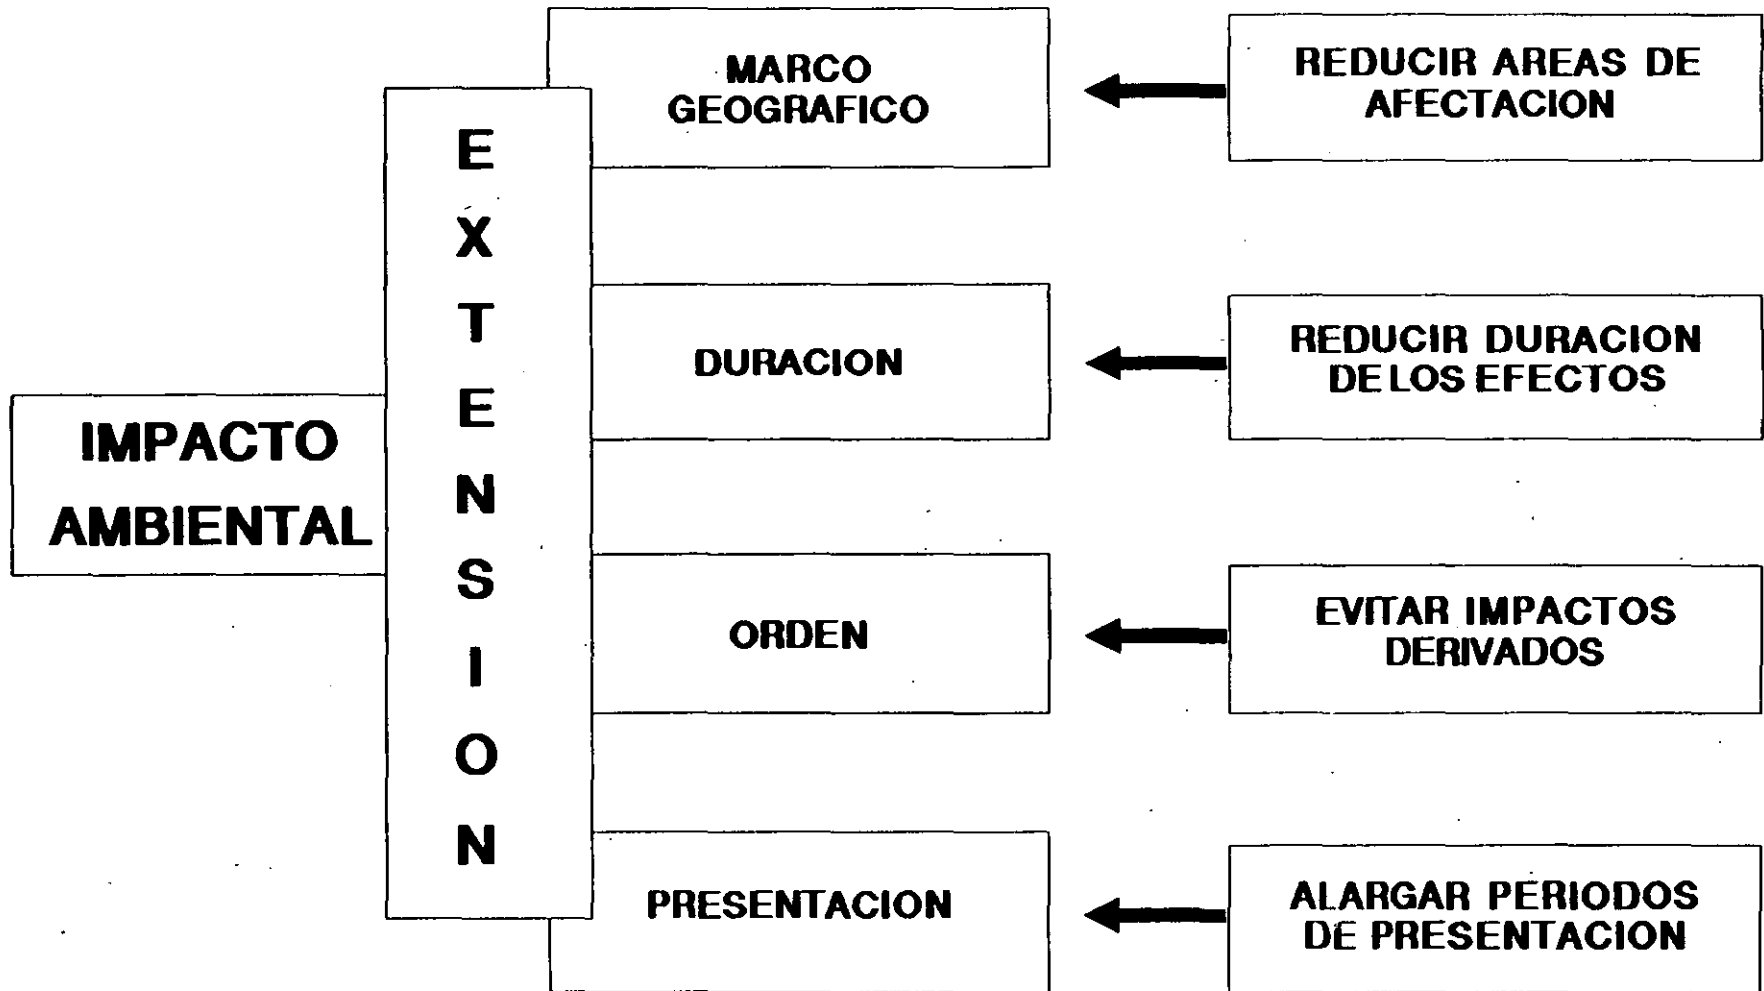 IMPACTO
AMBIENTAL
EXTENSION
MARCO
GEOGRAFICO
REDUCIR AREAS DE
AFECTACION
DURACION
REDUCIR DURACION
DE LOS EFECTOS
ORDEN
EVITAR IMPACTOS
DERIVADOS
PRESENTACION
ALARGAR PERIODOS
DE PRESENTACION